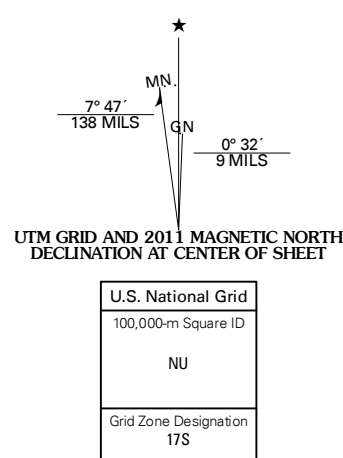 ★
MN.
7° 47´
138 MILS
GN
0° 32´
9 MILS
UTM GRID AND 2011 MAGNETIC NORTH
DECLINATION AT CENTER OF SHEET
U.S. National Grid
100,000-m Square ID
NU
Grid Zone Designation
17S